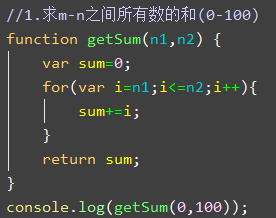 //1.求m-n之间所有数的和(0-100)
function getSum(n1,n2) {
    var sum=0;
    for(var i=n1;i<=n2;i++){
        sum+=i;
    }
    return sum;
}
console.log(getSum(0,100));